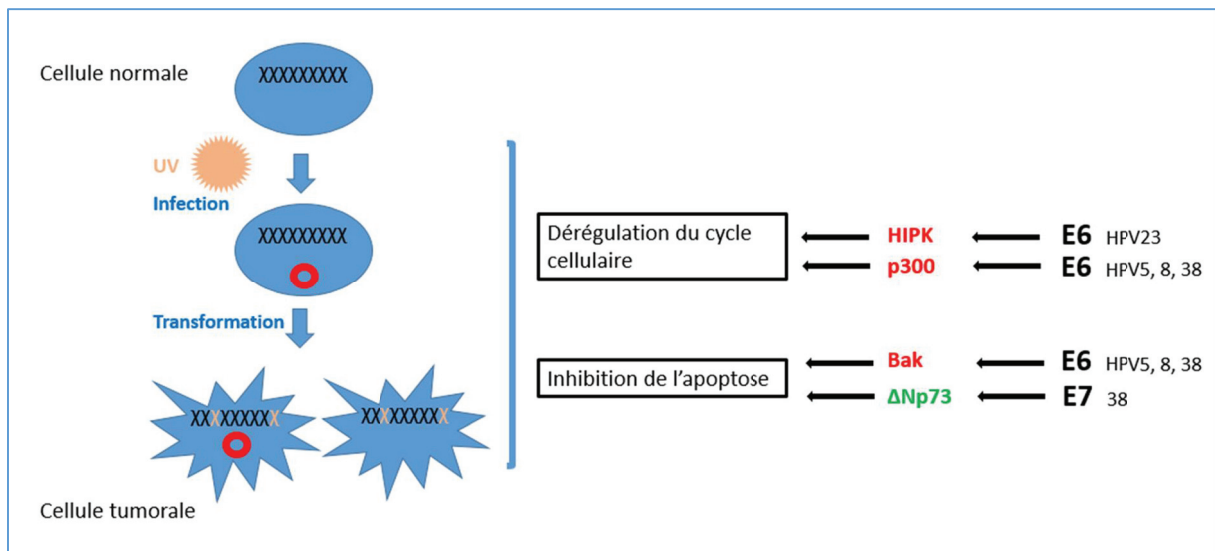 Cellule normale
XXXXXXXXX
UV
Infection
XXXXXXXXX
Transformation
XXXXXXXXX
XXXXXXXXX
Cellule tumorale
Dérégulation du cycle
cellulaire
HIPK E6 HPV23
p300 E6 HPV5, 8, 38
Inhibition de l’apoptose
Bak E6 HPV5, 8, 38
ΔNp73 E7 38